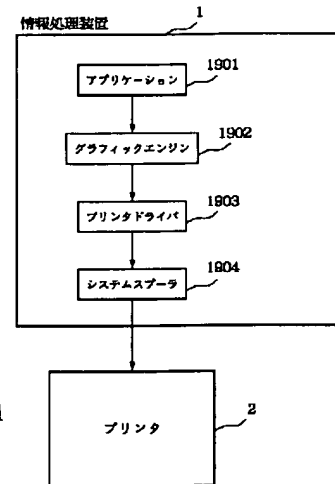 情報処理装置
1
アプリケーション
1901
グラフィックエンジン
1902
プリンタドライバ
1903
システムスプーラ
1904
プリンタ
2